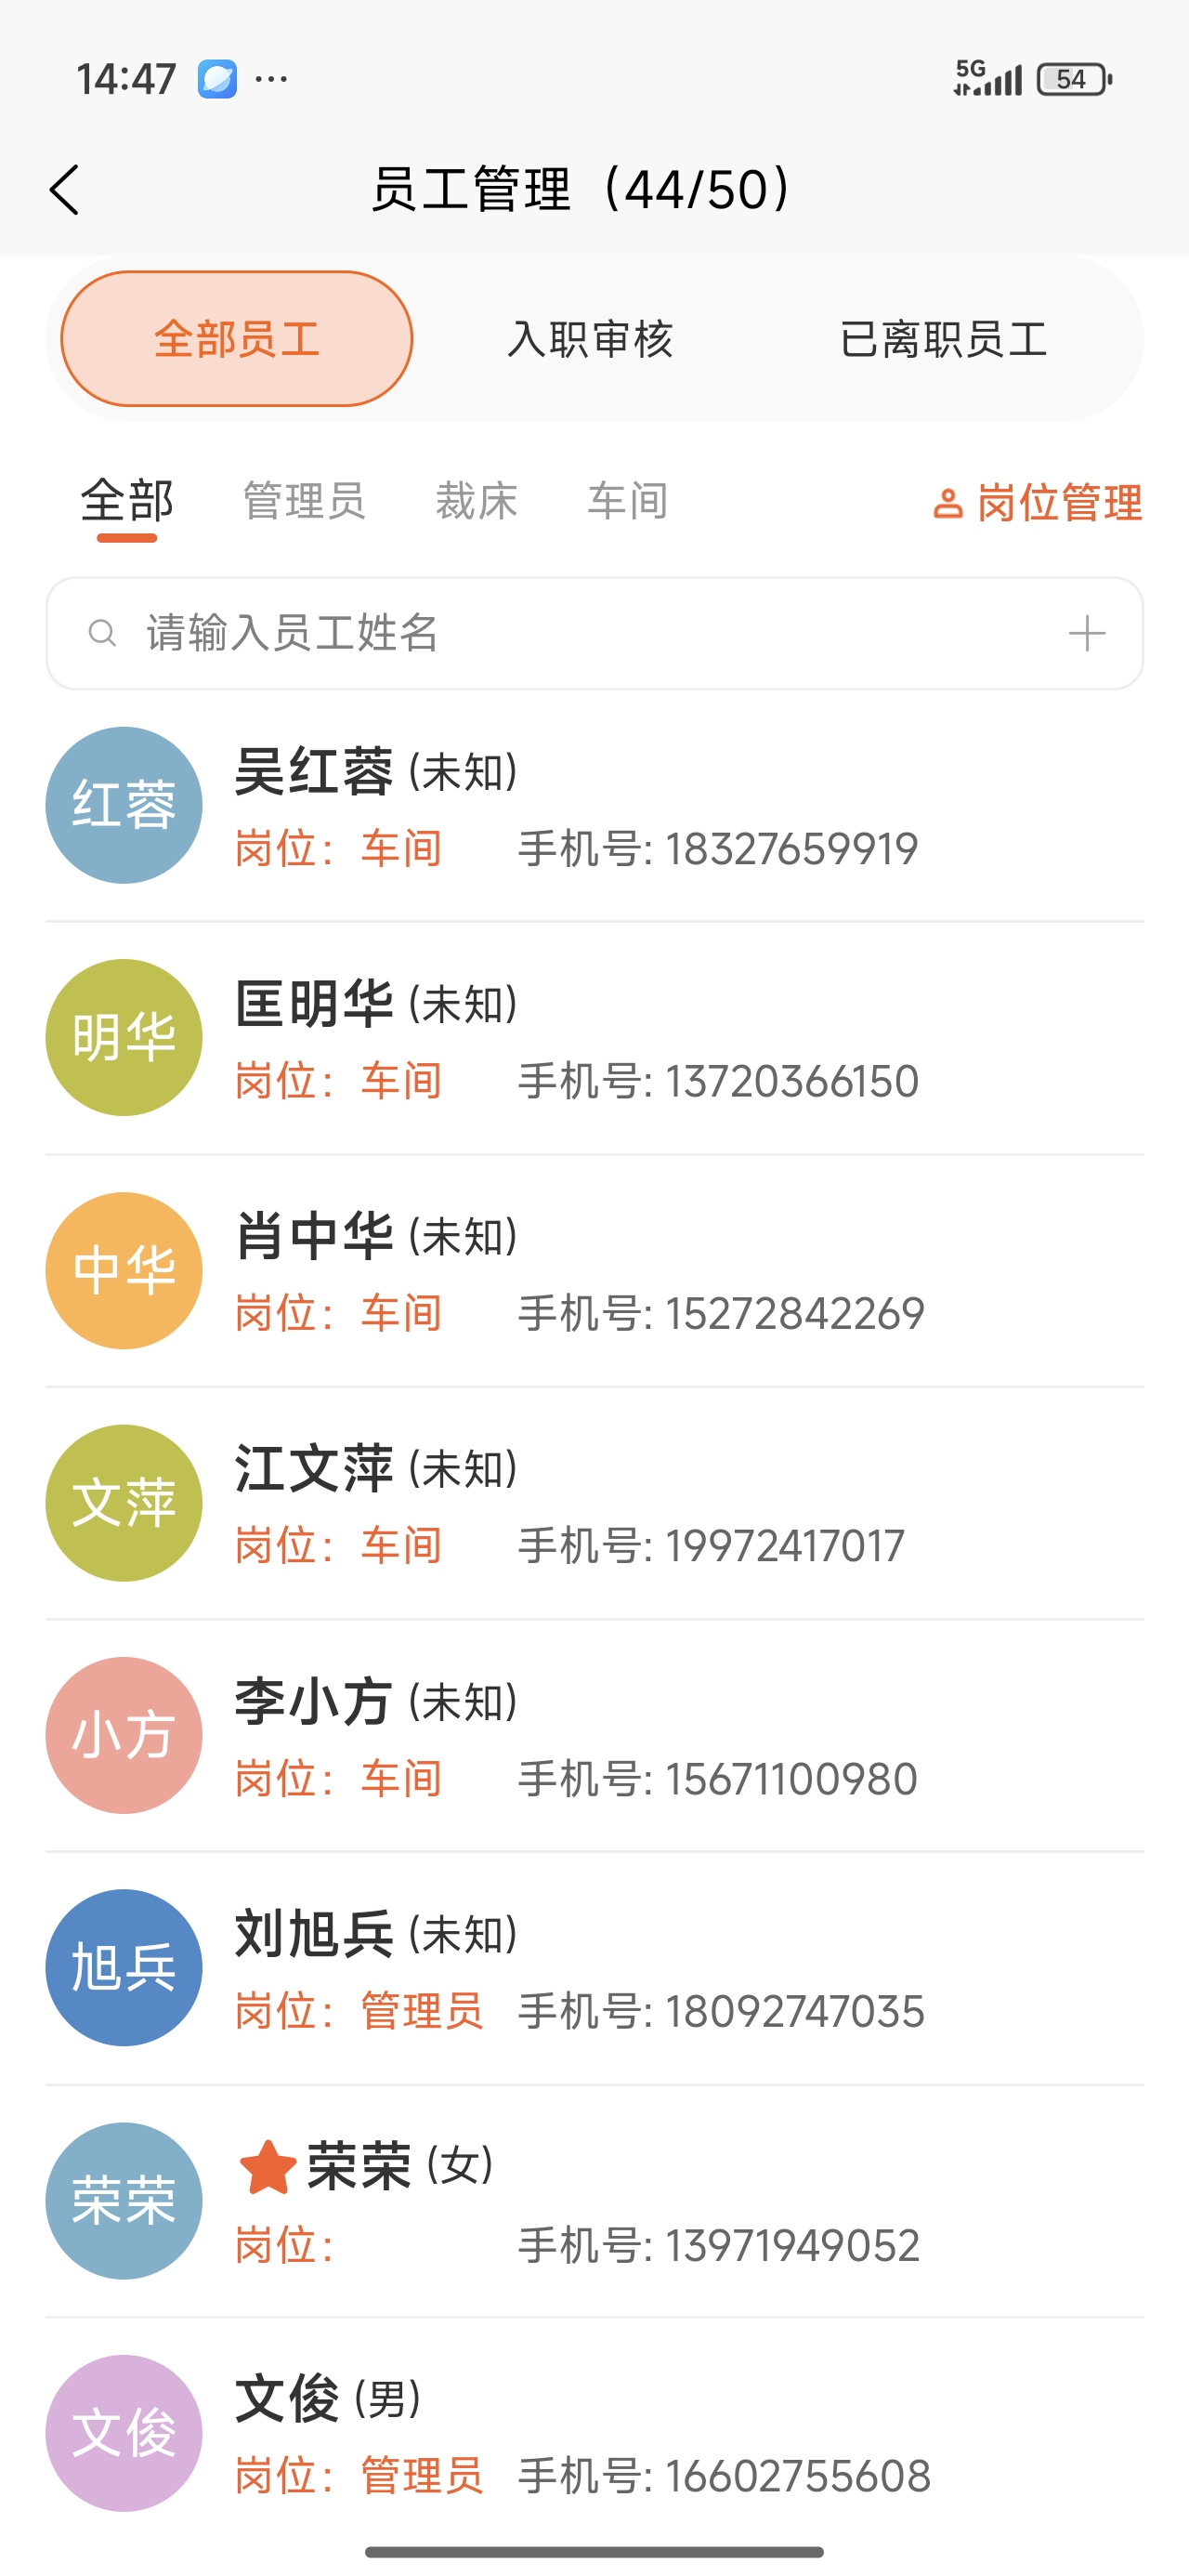 14:47 ··· 5G 54
员工管理（44/50）
全部员工 入职审核 已离职员工
全部 管理员 裁床 车间 岗位管理
请输入员工姓名
红蓉
吴红蓉 (未知)
岗位：车间 手机号: 18327659919
明华
匡明华 (未知)
岗位：车间 手机号: 13720366150
中华
肖中华 (未知)
岗位：车间 手机号: 15272842269
文萍
江文萍 (未知)
岗位：车间 手机号: 19972417017
小方
李小方 (未知)
岗位：车间 手机号: 15671100980
旭兵
刘旭兵 (未知)
岗位：管理员 手机号: 18092747035
荣荣
荣荣 (女)
岗位： 手机号: 13971949052
文俊
文俊 (男)
岗位：管理员 手机号: 16602755608